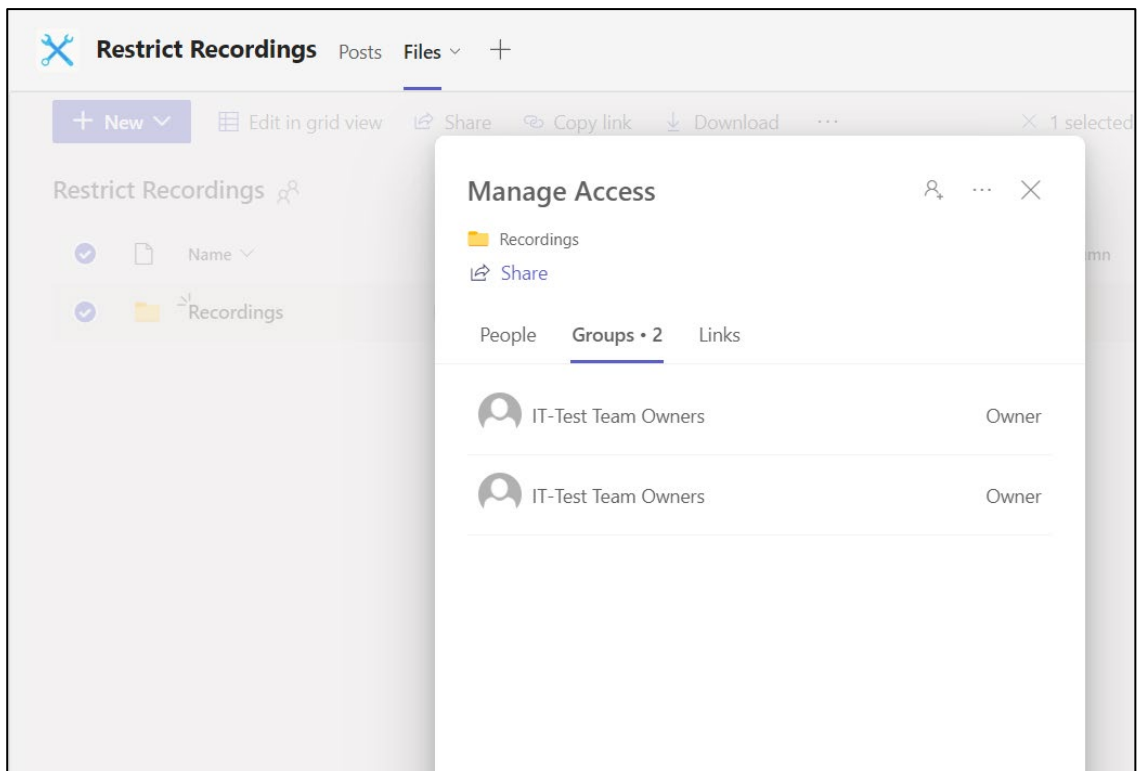 Restrict Recordings Posts Files +
+ New Edit in grid view Share Copy link Download ... × 1 selected
Restrict Recordings
Manage Access ... ×
Recordings
Share
Name
mn
Recordings
People Groups • 2 Links
IT-Test Team Owners Owner
IT-Test Team Owners Owner